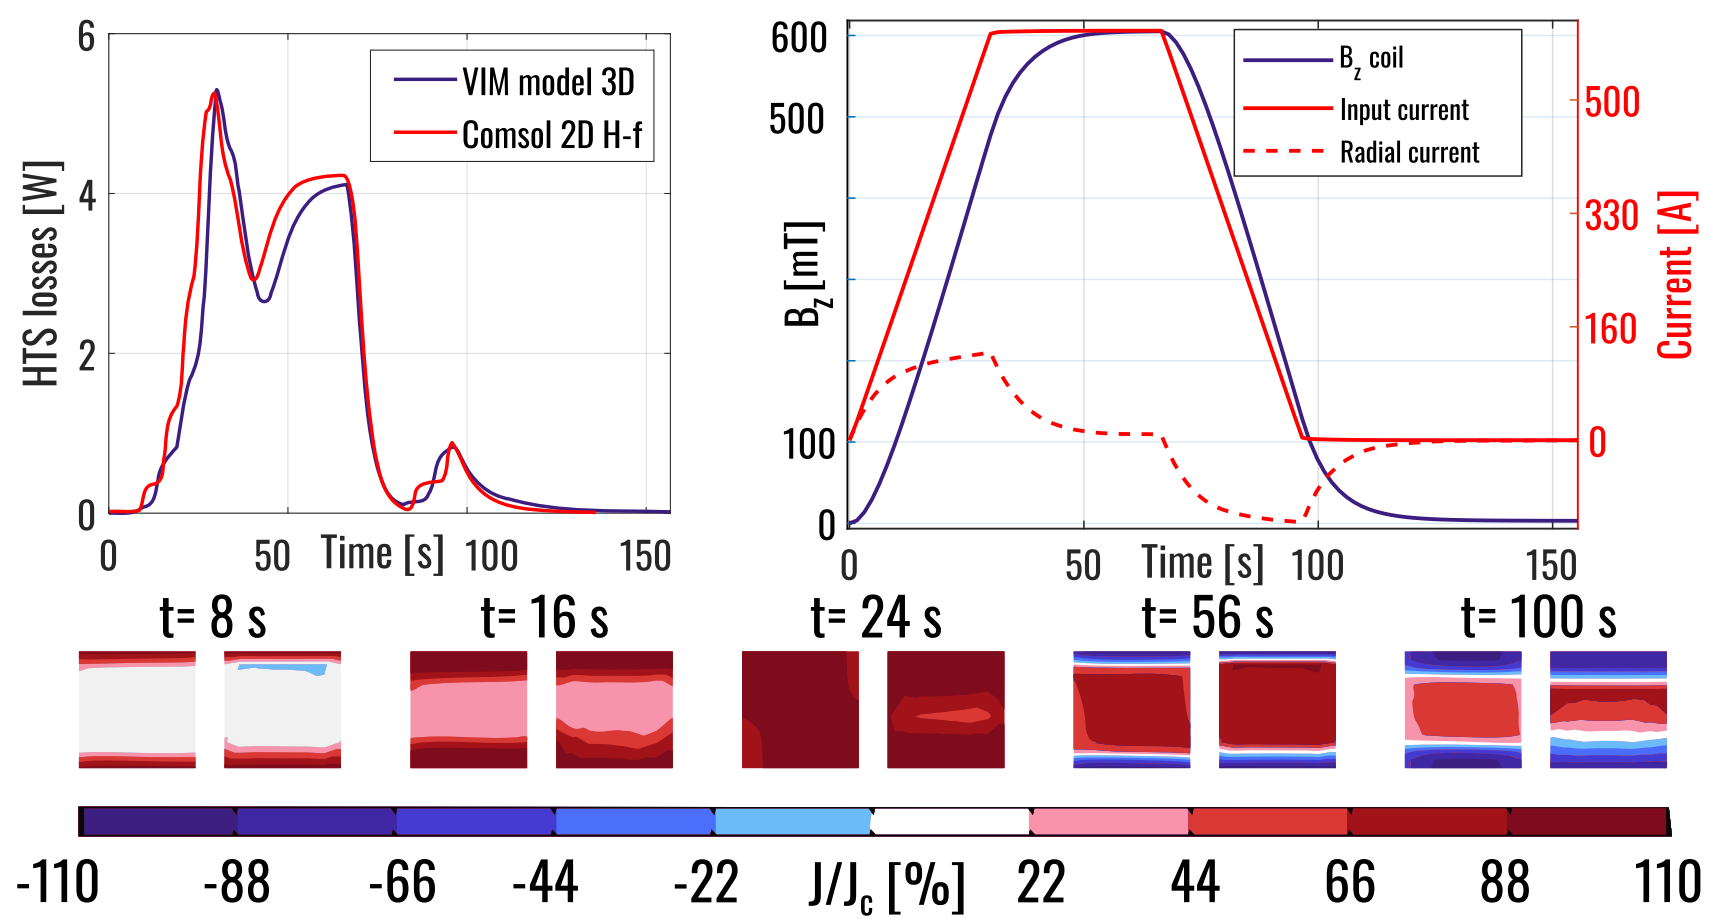 6
4
2
0
HTS losses [W]
VIM model 3D
Comsol 2D H-f
0
50
Time [s]
100
150
600
500
100
0
B_z [mT]
B_z coil
Input current
Radial current
500
330
160
0
Current [A]
0
50
Time [s]
100
150
t= 8 s
t= 16 s
t= 24 s
t= 56 s
t= 100 s
-110 -88 -66 -44 -22 J/J_c [%] 22 44 66 88 110